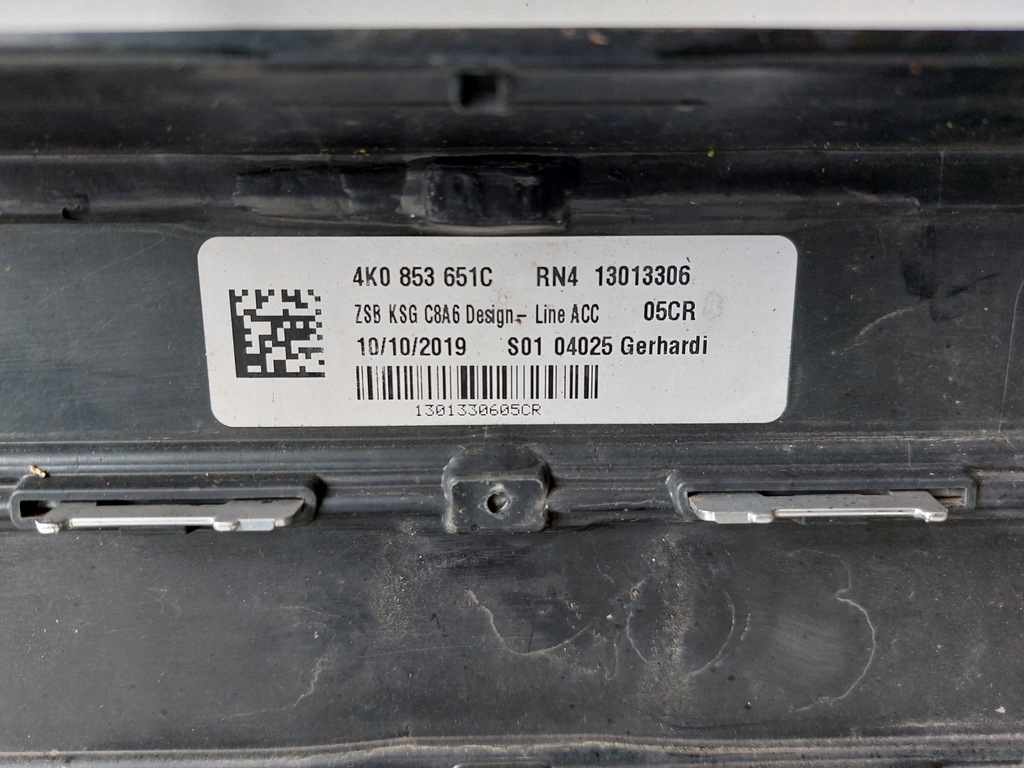 4K0 853 651C RN4 13013306
ZSB KSG C8A6 Design- Line ACC 05CR
10/10/2019 S01 04025 Gerhardi
1301330605CR